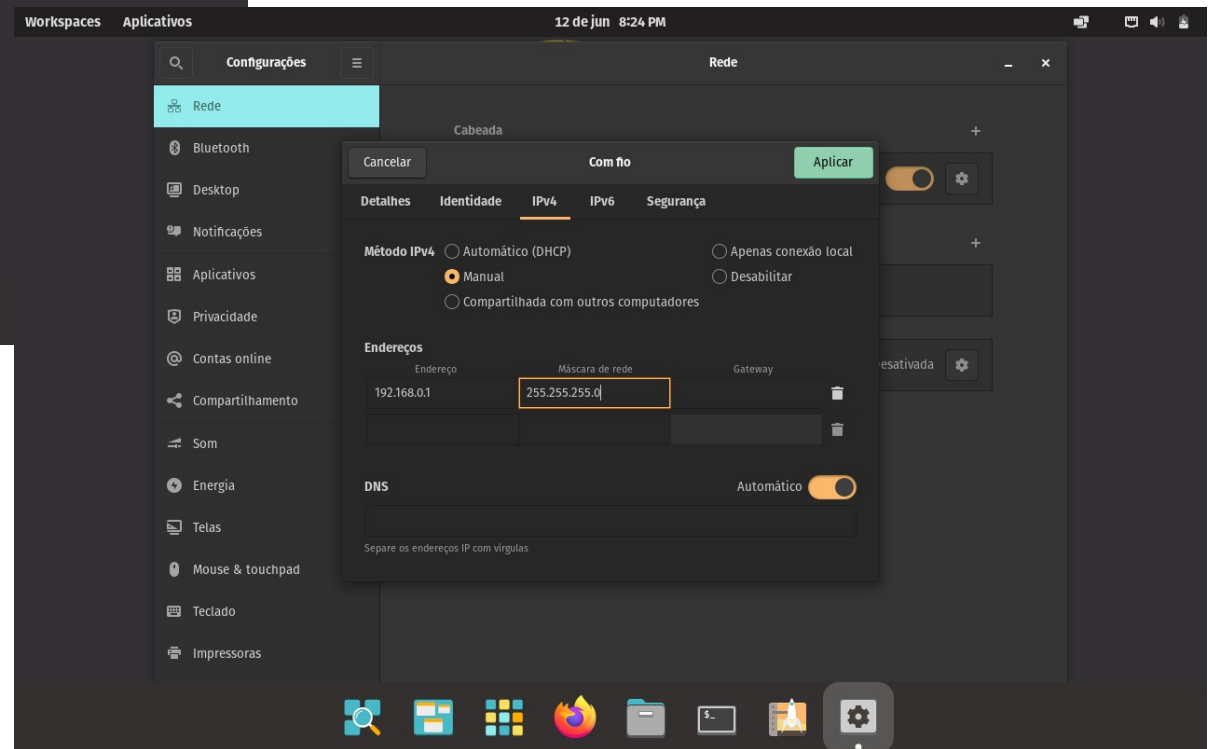 Workspaces Aplicativos 12 de jun 8:24 PM
Configurações Rede
Rede
Bluetooth
Desktop
Notificações
Aplicativos
Privacidade
Contas online
Compartilhamento
Som
Energia
Telas
Mouse & touchpad
Teclado
Impressoras
Cabeada
Cancelar Com fio Aplicar
Detalhes Identidade IPv4 IPv6 Segurança
Método IPv4 Automático (DHCP) Apenas conexão local
Manual Desabilitar
Compartilhada com outros computadores
Endereços
Endereço Máscara de rede Gateway
192.168.0.1 255.255.255.0
DNS Automático
Separe os endereços IP com vírgulas
esativada